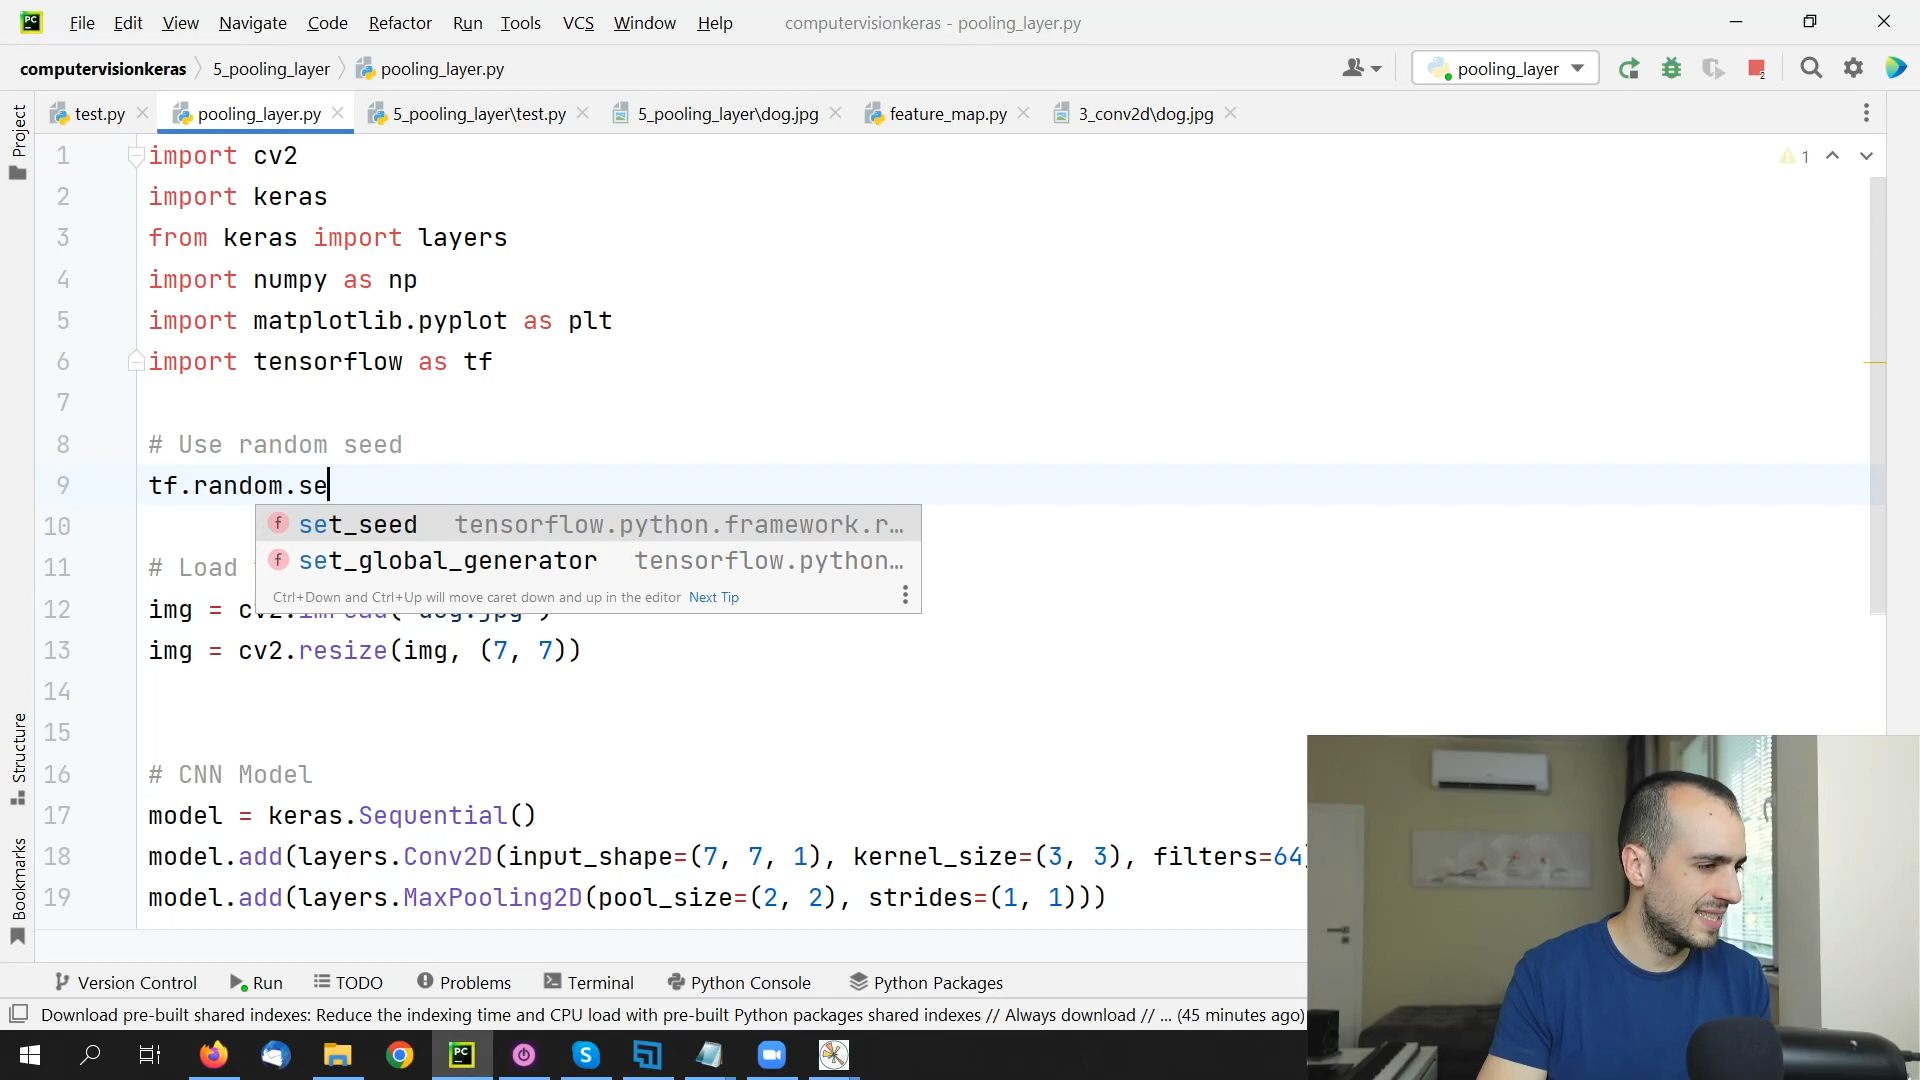 PC File Edit View Navigate Code Refactor Run Tools VCS Window Help computervisionkeras - pooling_layer.py
computervisionkeras 5_pooling_layer pooling_layer.py pooling_layer 2
test.py pooling_layer.py 5_pooling_layer\test.py 5_pooling_layer\dog.jpg feature_map.py 3_conv2d\dog.jpg
Project
Structure
Bookmarks
1 import cv2 1
2 import keras
3 from keras import layers
4 import numpy as np
5 import matplotlib.pyplot as plt
6 import tensorflow as tf
7
8 # Use random seed
9 tf.random.se
10
f set_seed tensorflow.python.framework.r…
f set_global_generator tensorflow.python…
Ctrl+Down and Ctrl+Up will move caret down and up in the editor Next Tip
11 # Load
12 img = cv2.imread("dog.jpg")
13 img = cv2.resize(img, (7, 7))
14
15
16 # CNN Model
17 model = keras.Sequential()
18 model.add(layers.Conv2D(input_shape=(7, 7, 1), kernel_size=(3, 3), filters=64)
19 model.add(layers.MaxPooling2D(pool_size=(2, 2), strides=(1, 1)))
Version Control Run TODO Problems Terminal Python Console Python Packages
Download pre-built shared indexes: Reduce the indexing time and CPU load with pre-built Python packages shared indexes // Always download // ... (45 minutes ago)
PC S